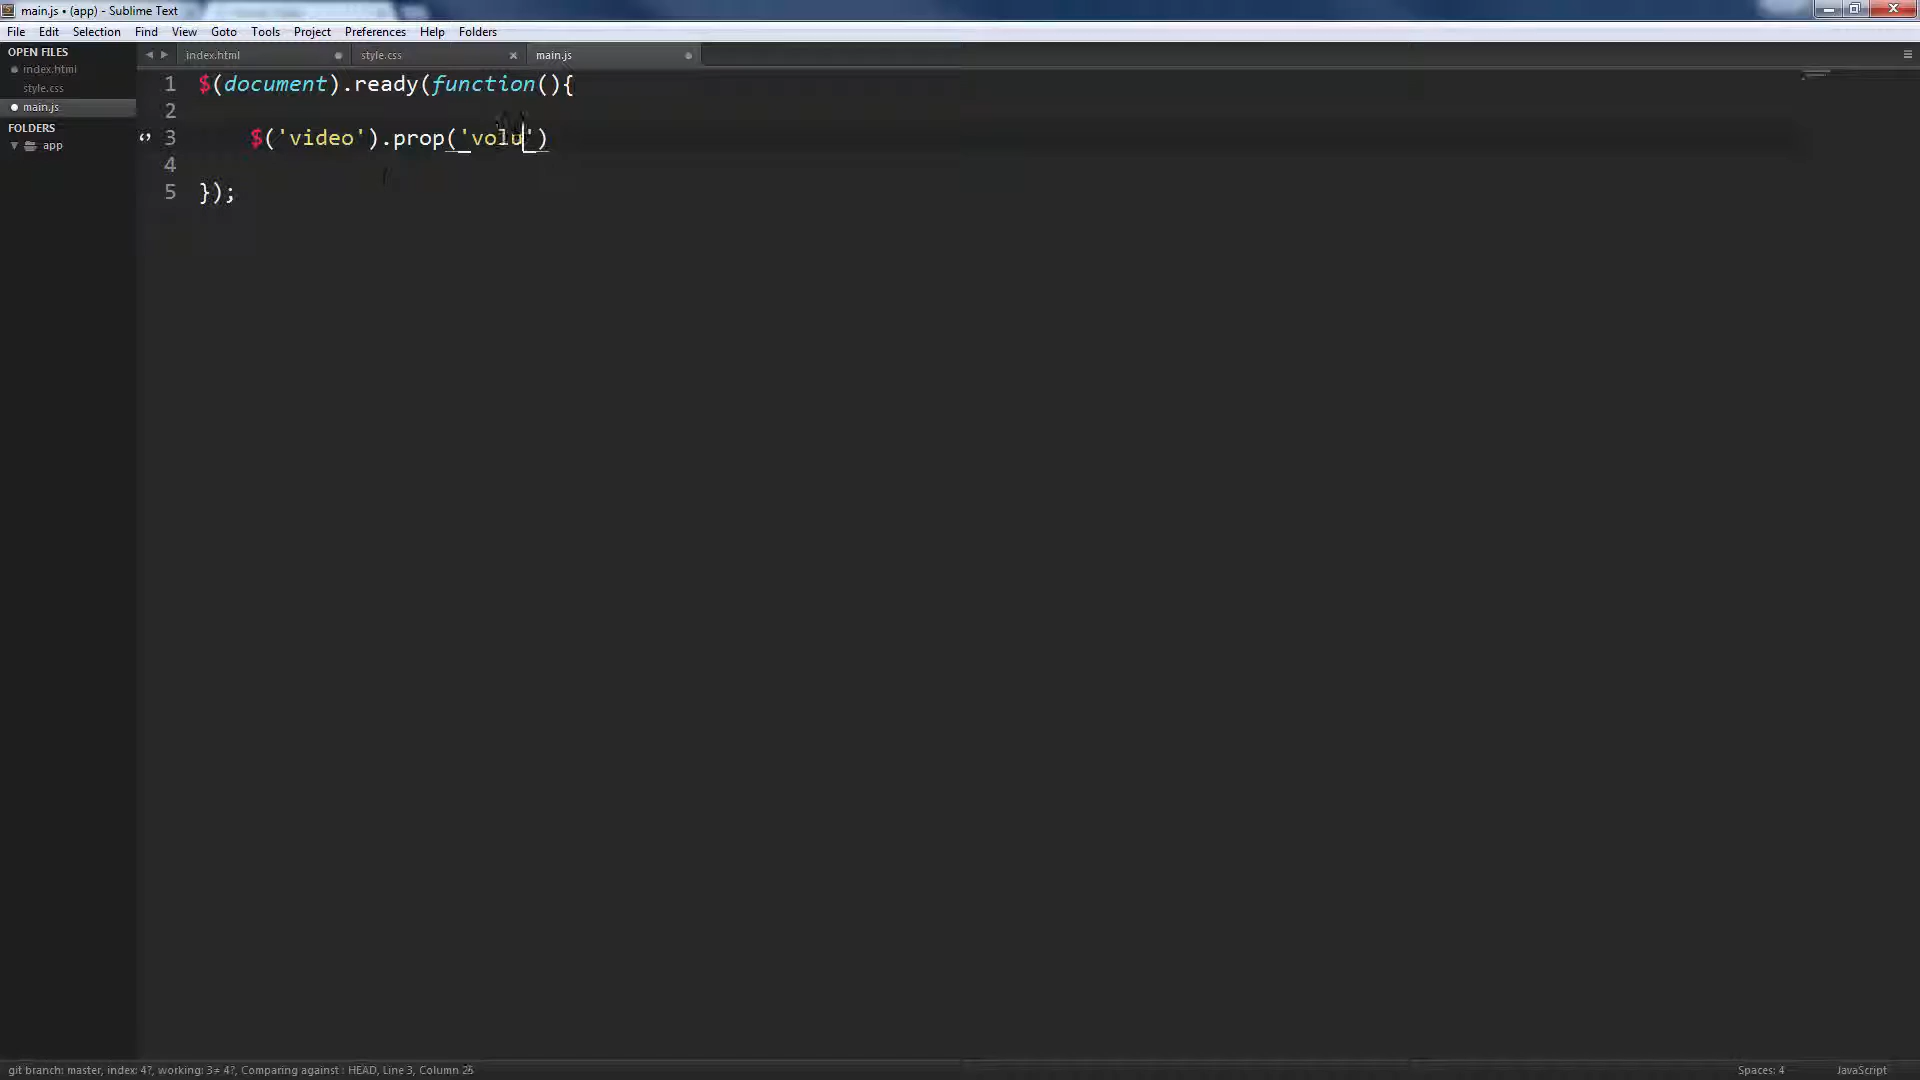 main.js • (app) - Sublime Text
File Edit Selection View Goto Tools Project Preferences Help Folders
OPEN FILES
index.html
style.css
main.js
FOLDERS
app
index.html style.css main.js
1 $(document).ready(function(){
2
3 $('video').prop('volu')
4
5 });
git branch: master, index: 4?, working: 3≠ 4?, Comparing against : HEAD, Line 3, Column 25
Spaces: 4 JavaScript